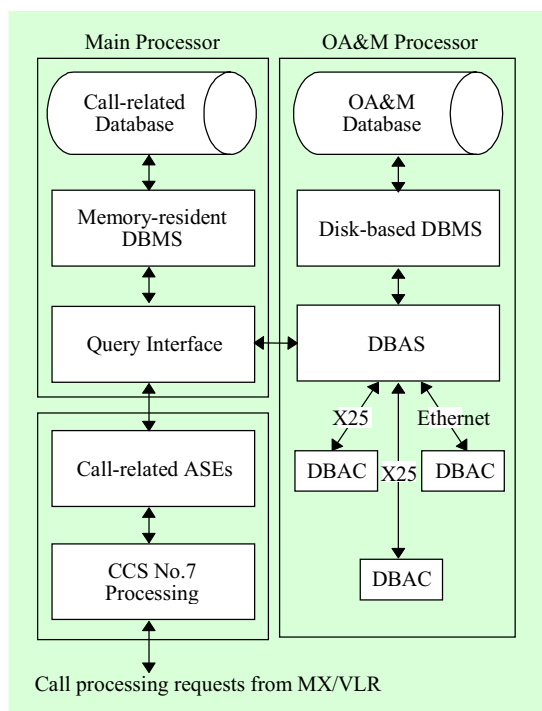 Main Processor
OA&M Processor
Call-related
Database
OA&M
Database
Memory-resident
DBMS
Disk-based DBMS
Query Interface
DBAS
X25
Ethernet
Call-related ASEs
DBAC
X25
DBAC
CCS No.7
Processing
DBAC
Call processing requests from MX/VLR